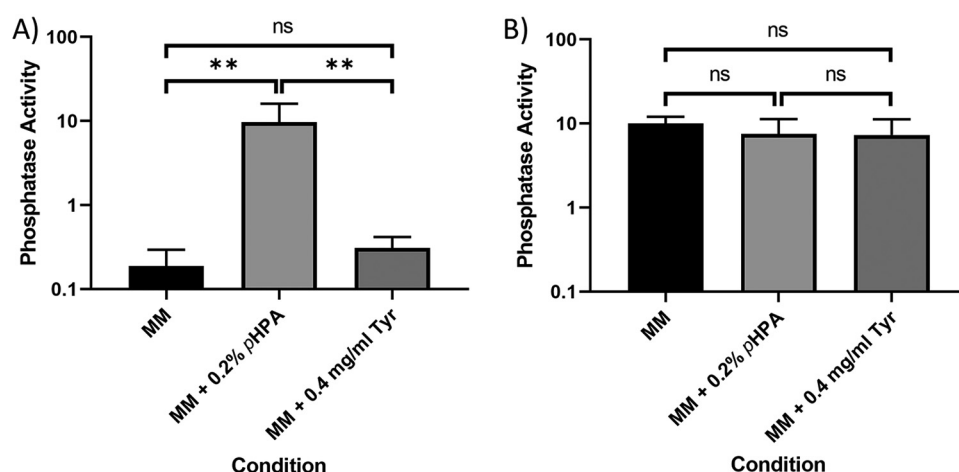 A)
Phosphatase Activity
100
10
1
0.1
ns
** **
MM
MM + 0.2% pHPA
MM + 0.4 mg/ml Tyr
Condition
B)
Phosphatase Activity
100
10
1
0.1
ns
ns ns
MM
MM + 0.2% pHPA
MM + 0.4 mg/ml Tyr
Condition